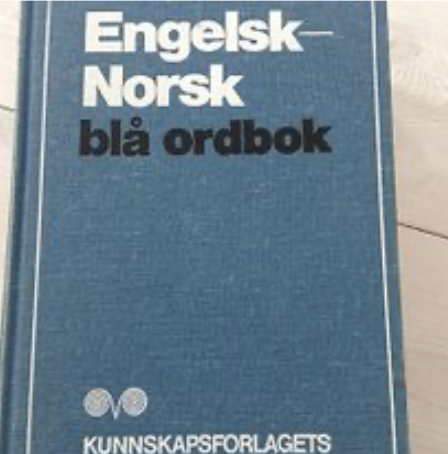 Engelsk–
Norsk
blå ordbok
KUNNSKAPSFORLAGETS